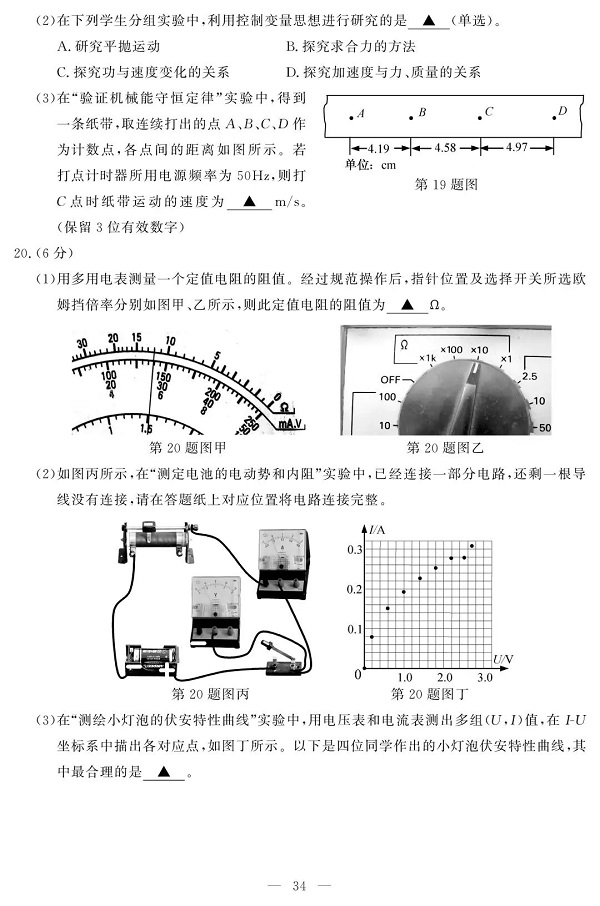 (2)在下列学生分组实验中,利用控制变量思想进行研究的是 ▲ (单选)。
A. 研究平抛运动 B. 探究求合力的方法
C. 探究功与速度变化的关系 D. 探究加速度与力、质量的关系
(3)在“验证机械能守恒定律”实验中,得到
一条纸带,取连续打出的点 A、B、C、D 作
为计数点,各点间的距离如图所示。若
打点计时器所用电源频率为 50Hz,则打
C 点时纸带运动的速度为 ▲ m/s。
(保留 3 位有效数字)
A B C D
4.19 4.58 4.97
单位: cm
第 19 题图
20. (6 分)
(1)用多用电表测量一个定值电阻的阻值。经过规范操作后,指针位置及选择开关所选欧
姆挡倍率分别如图甲、乙所示,则此定值电阻的阻值为 ▲ Ω。
30 20 15 10 5 0 Ω
100 150 200 250 mA.V
20 30 40
4 6 8
1 1.5
第 20 题图甲
Ω
×1k ×100 ×10 ×1
OFF
100
10
2.5
10
50
第 20 题图乙
(2)如图丙所示,在“测定电池的电动势和内阻”实验中,已经连接一部分电路,还剩一根导
线没有连接,请在答题纸上对应位置将电路连接完整。
A
V
第 20 题图丙
I/A
0.3
0.2
0.1
0 1.0 2.0 3.0
U/V
第 20 题图丁
(3)在“测绘小灯泡的伏安特性曲线”实验中,用电压表和电流表测出多组(U,I)值,在 I-U
坐标系中描出各对应点,如图丁所示。以下是四位同学作出的小灯泡伏安特性曲线,其
中最合理的是 ▲ 。
— 34 —